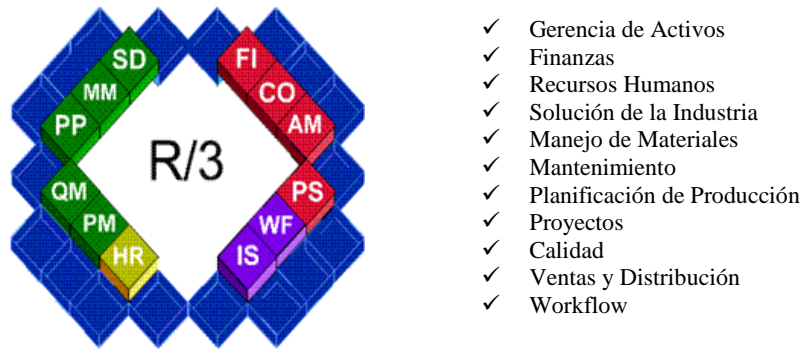 SD
MM
PP
FI
CO
AM
R/3
QM
PM
HR
PS
WF
IS
✓ Gerencia de Activos
✓ Finanzas
✓ Recursos Humanos
✓ Solución de la Industria
✓ Manejo de Materiales
✓ Mantenimiento
✓ Planificación de Producción
✓ Proyectos
✓ Calidad
✓ Ventas y Distribución
✓ Workflow